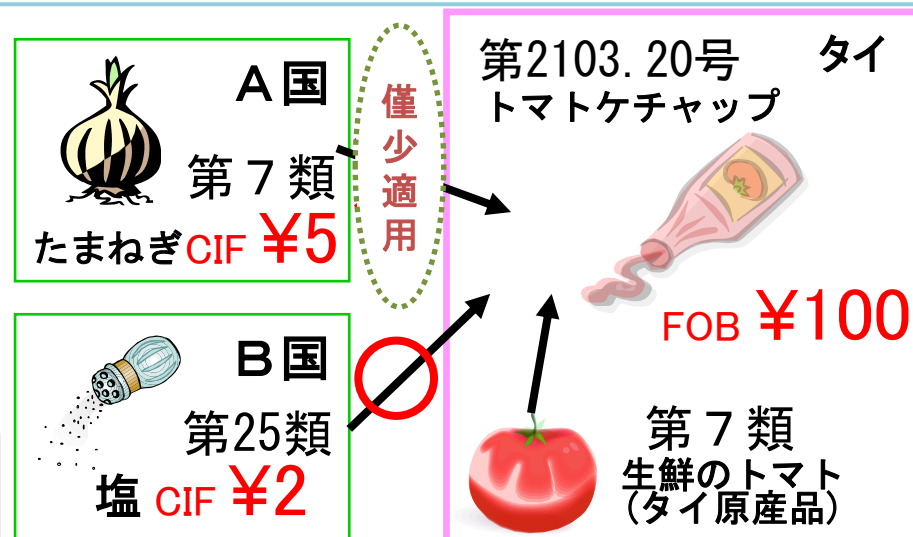 A国
第７類
たまねぎCIF ¥5
僅少適用
B国
第25類
塩 CIF ¥2
第2103.20号 タイ
トマトケチャップ
FOB ¥100
第７類
生鮮のトマト
(タイ原産品)